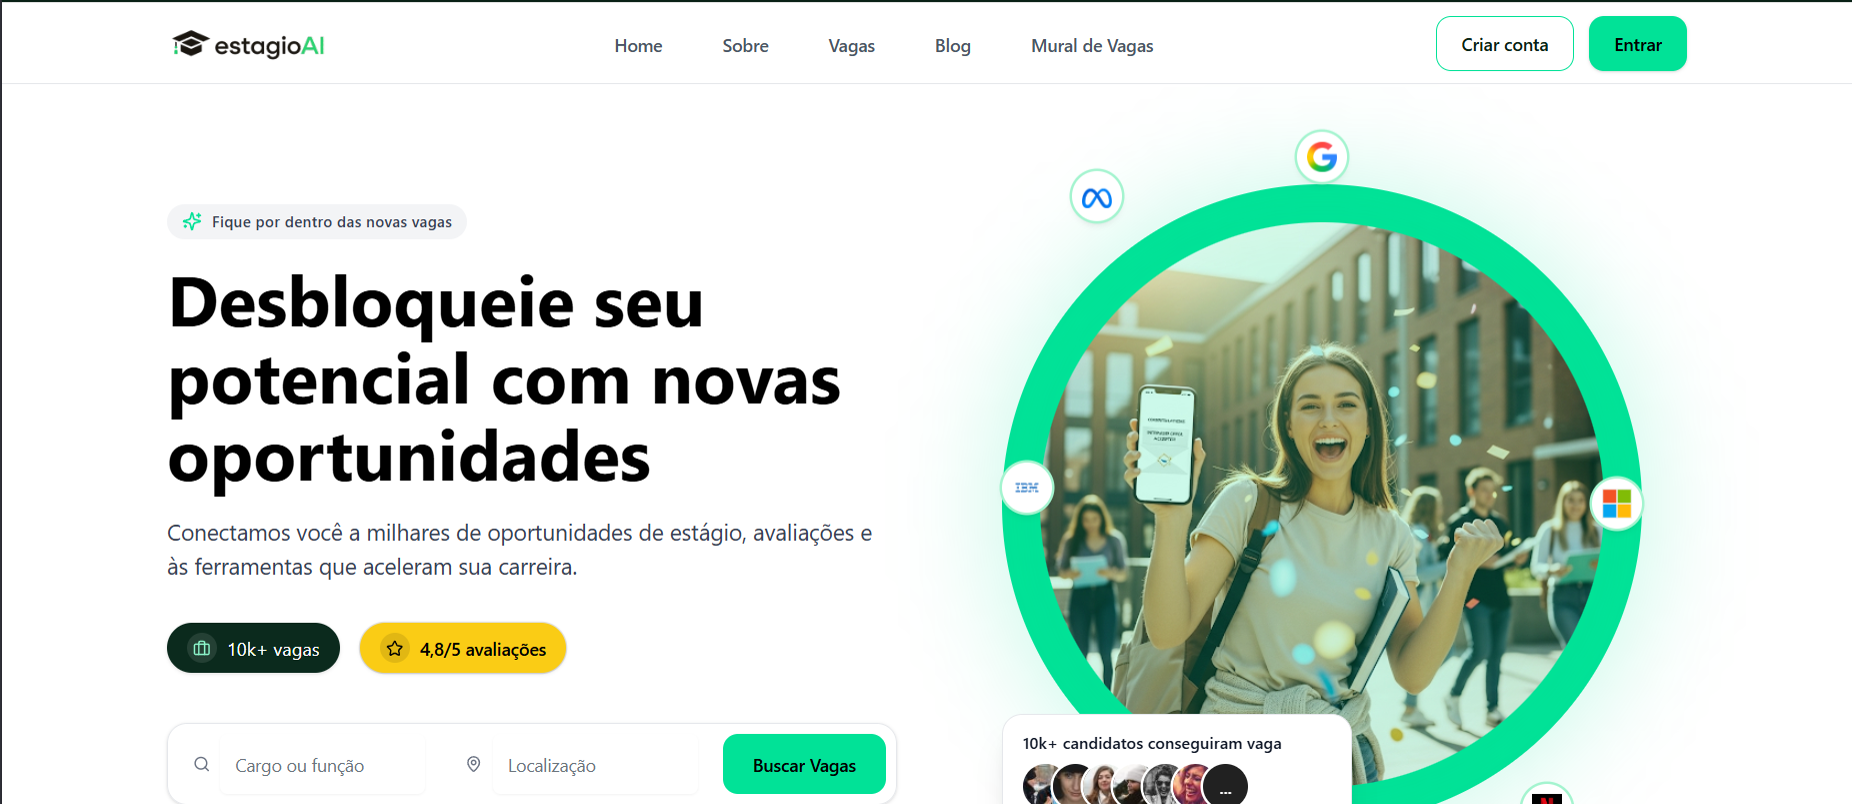 estagioAI
Home
Sobre
Vagas
Blog
Mural de Vagas
Criar conta
Entrar
Fique por dentro das novas vagas
Desbloqueie seu
potencial com novas
oportunidades
Conectamos você a milhares de oportunidades de estágio, avaliações e
às ferramentas que aceleram sua carreira.
10k+ vagas
4,8/5 avaliações
Cargo ou função
Localização
Buscar Vagas
IBM
10k+ candidatos conseguiram vaga
...